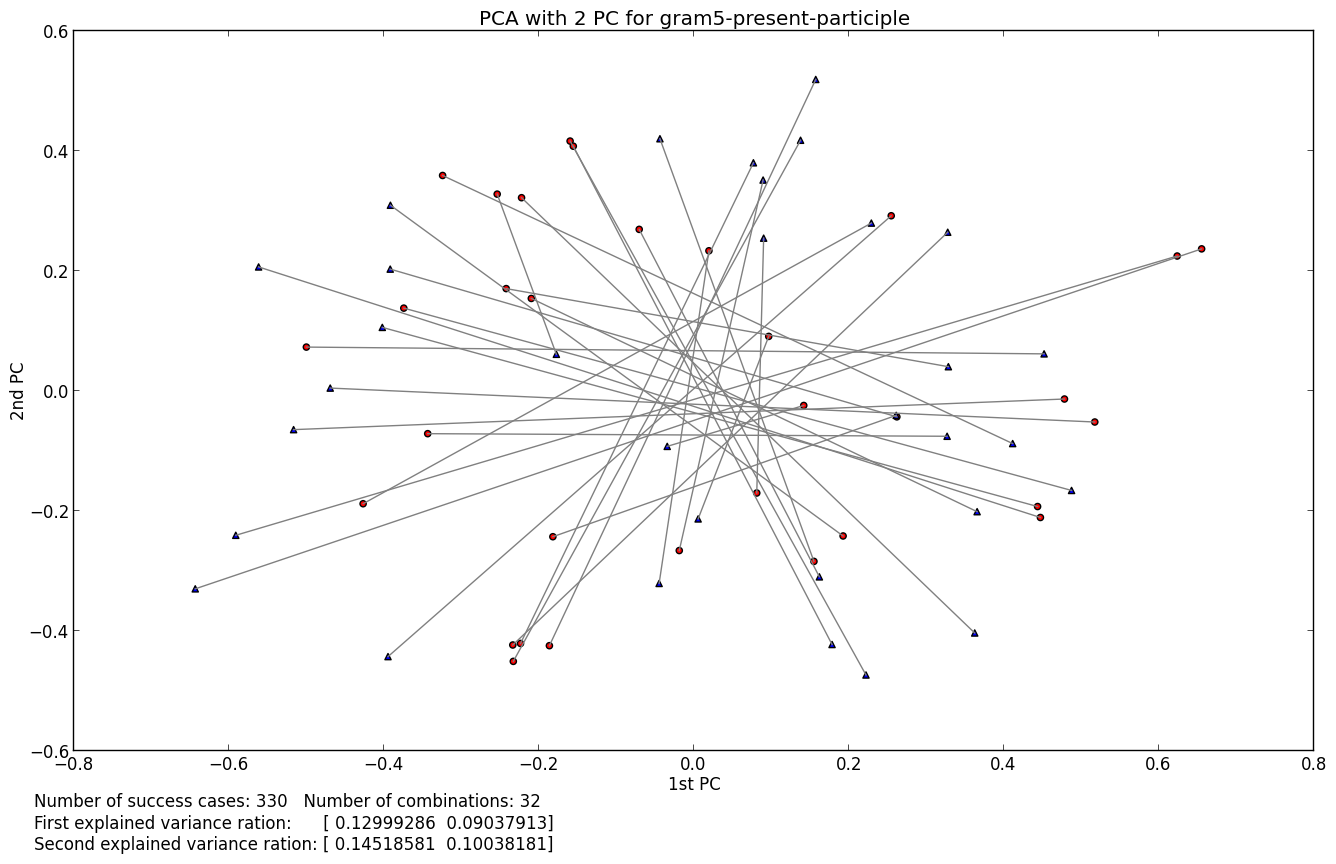 PCA with 2 PC for gram5-present-participle
0.6
0.4
0.2
0.0
−0.2
−0.4
−0.6
2nd PC
−0.8 −0.6 −0.4 −0.2 0.0 0.2 0.4 0.6 0.8
1st PC
Number of success cases: 330 Number of combinations: 32
First explained variance ration: [ 0.12999286 0.09037913]
Second explained variance ration: [ 0.14518581 0.10038181]